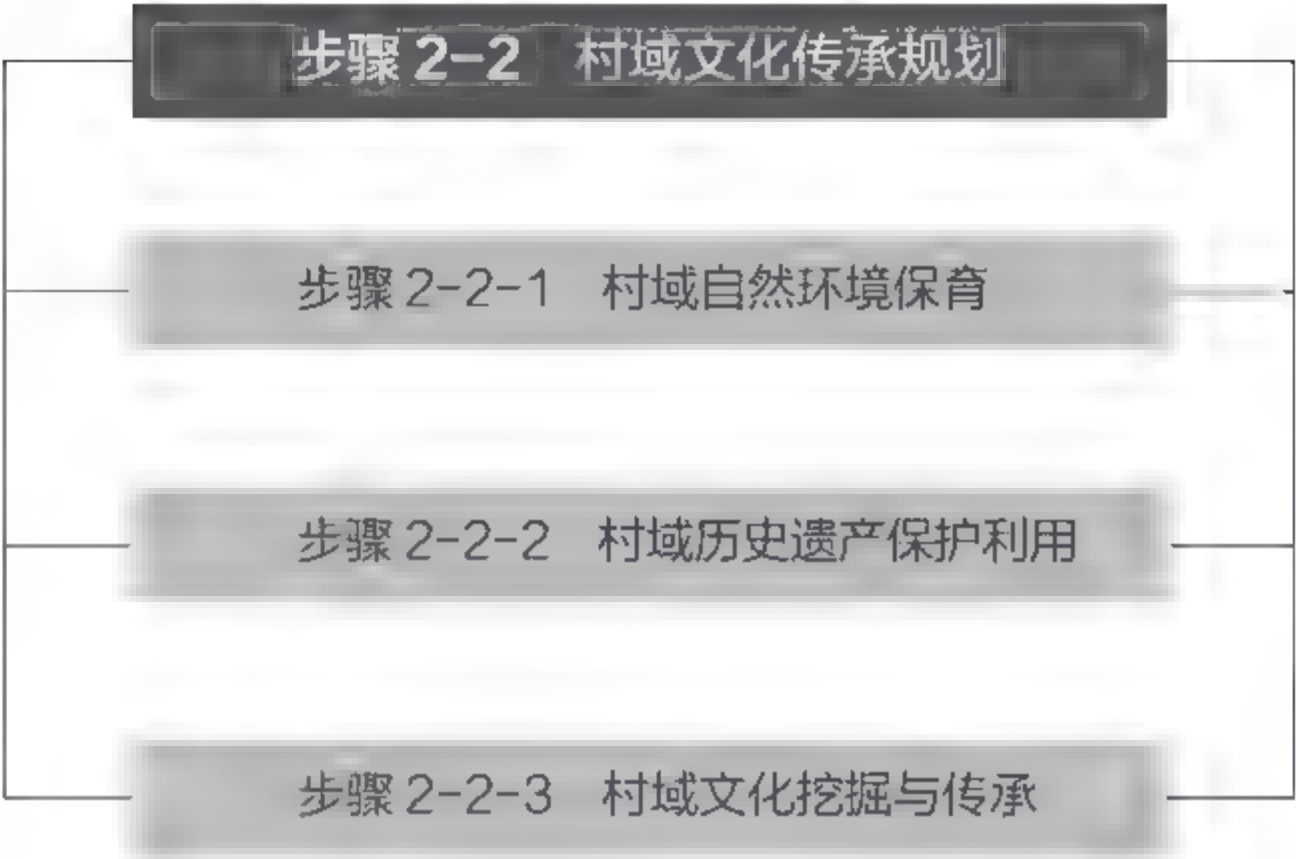 步骤 2-2 村域文化传承规划
步骤 2-2-1 村域自然环境保育
步骤 2-2-2 村域历史遗产保护利用
步骤 2-2-3 村域文化挖掘与传承